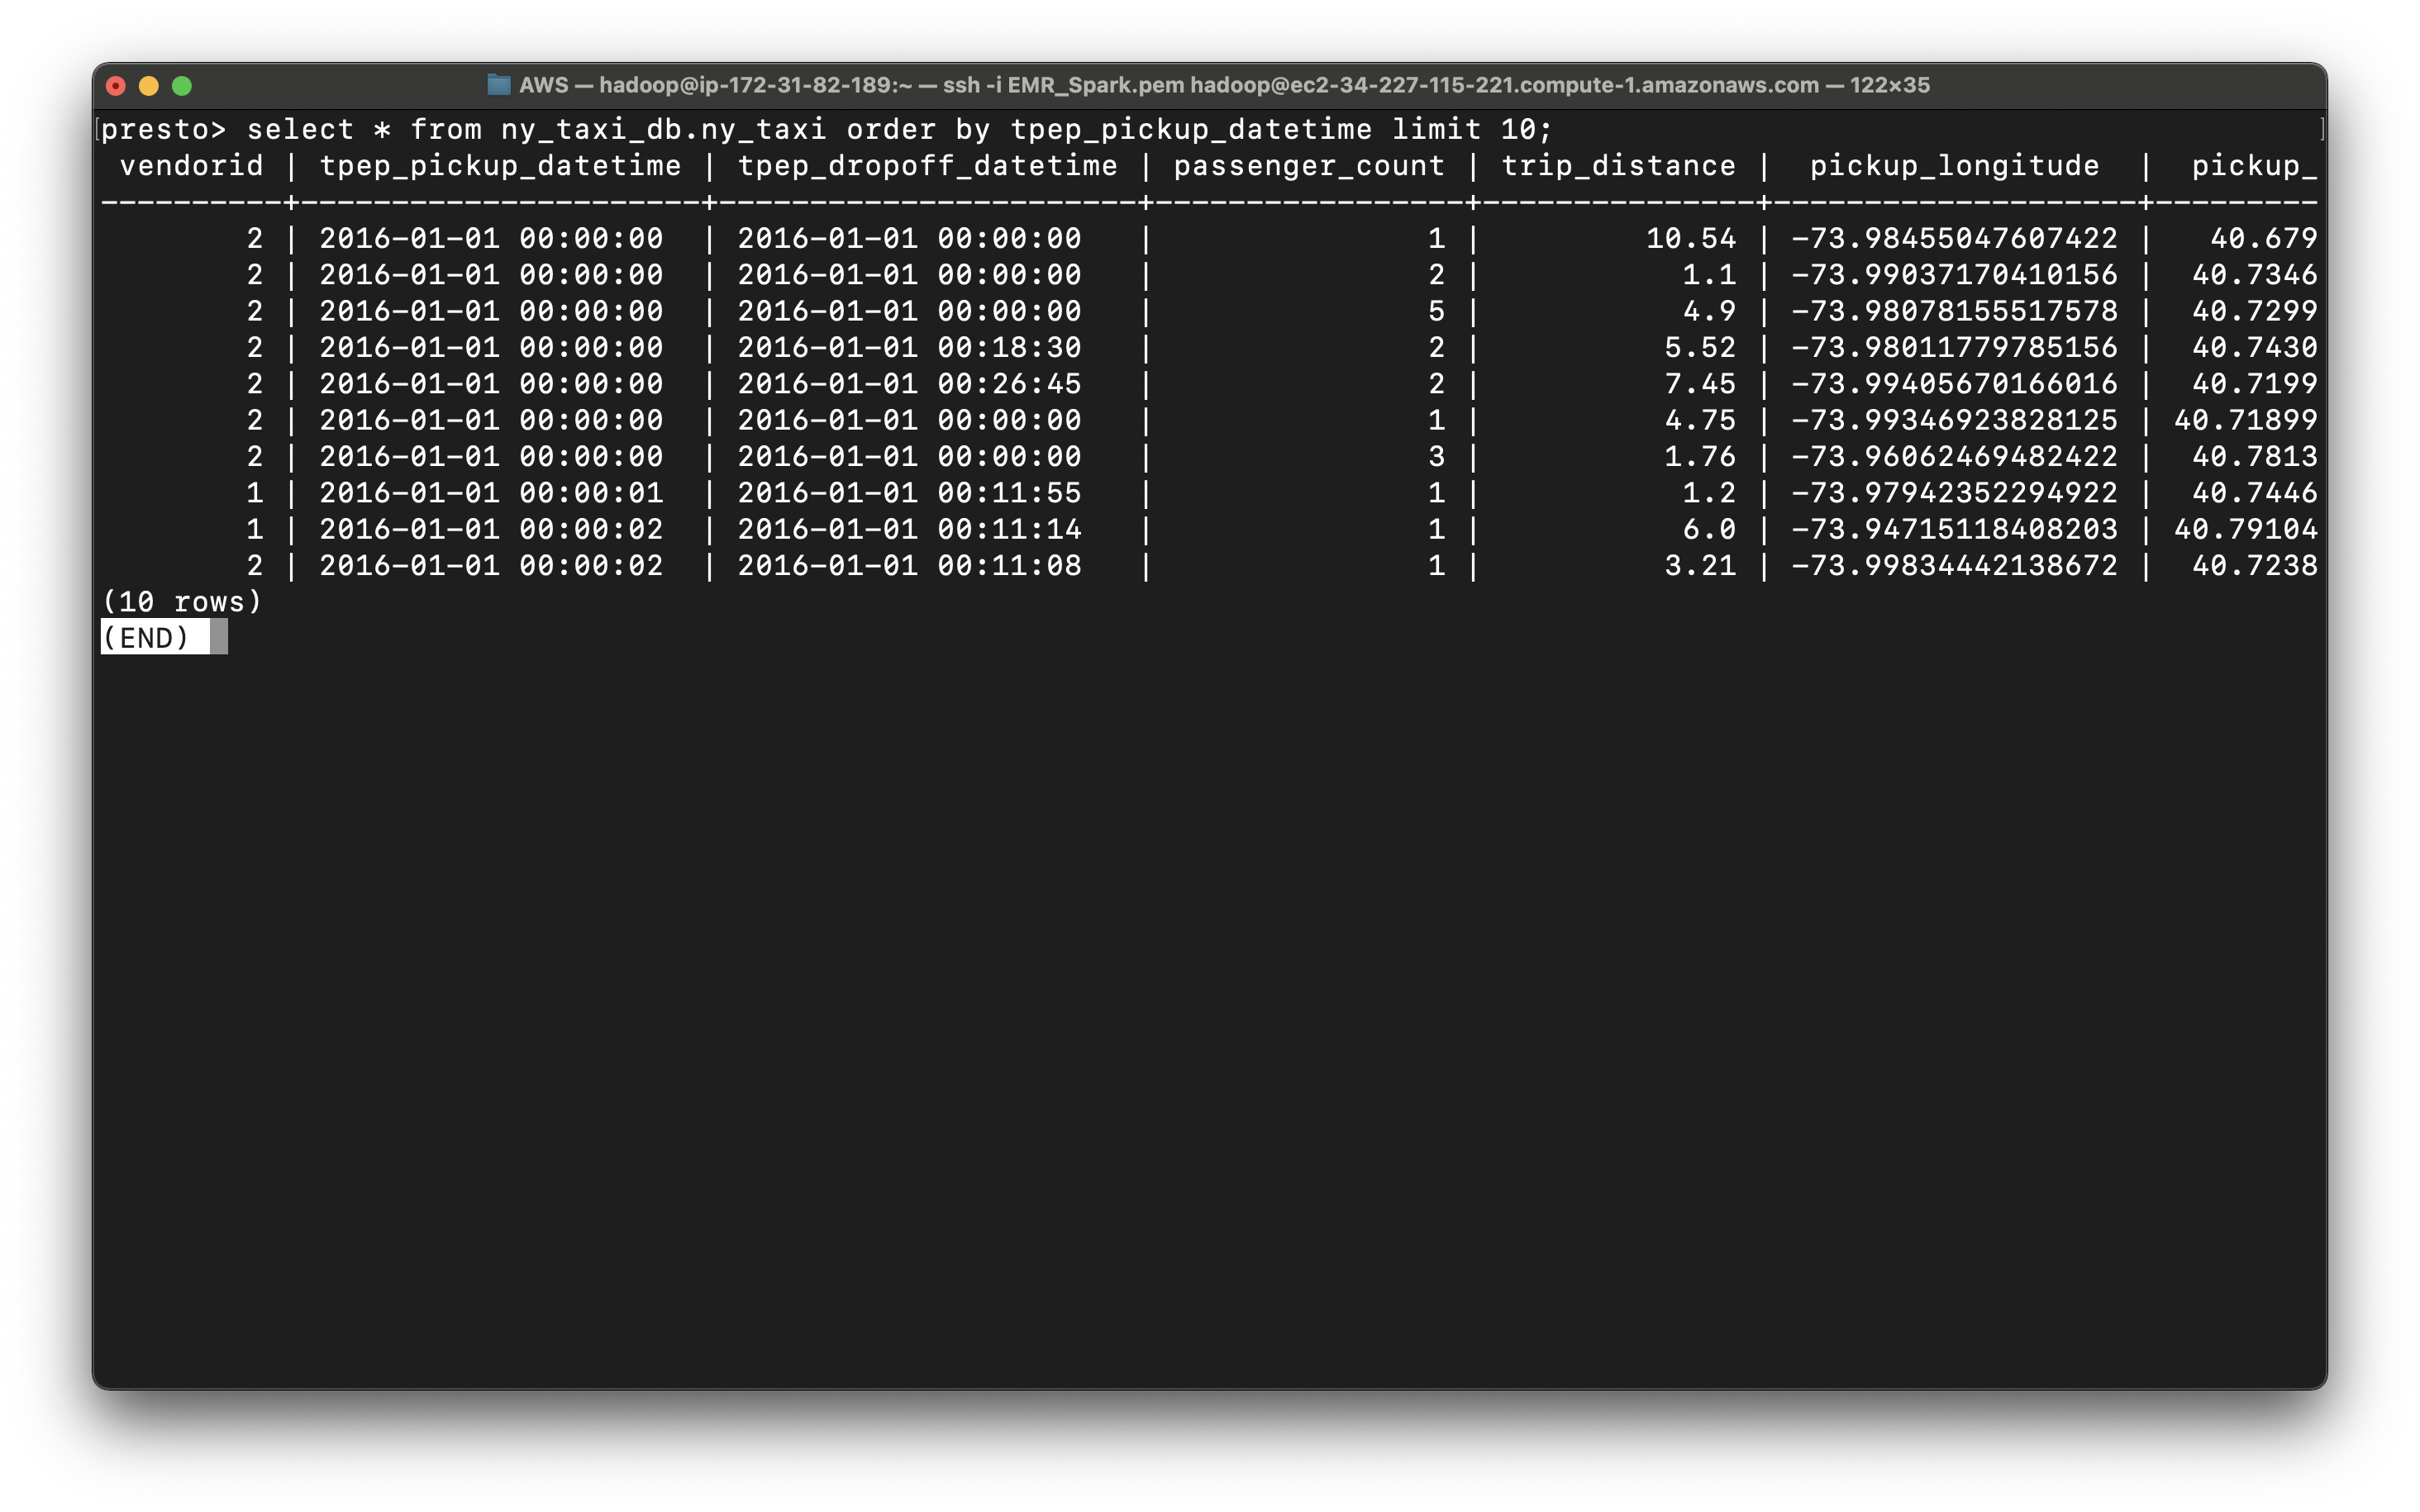 AWS — hadoop@ip-172-31-82-189:~ — ssh -i EMR_Spark.pem hadoop@ec2-34-227-115-221.compute-1.amazonaws.com — 122×35
[presto> select * from ny_taxi_db.ny_taxi order by tpep_pickup_datetime limit 10; ]
 vendorid | tpep_pickup_datetime | tpep_dropoff_datetime | passenger_count | trip_distance |  pickup_longitude  |  pickup_
----------+----------------------+-----------------------+-----------------+---------------+--------------------+---------
        2 | 2016-01-01 00:00:00  | 2016-01-01 00:00:00   |               1 |         10.54 | -73.98455047607422 |   40.679
        2 | 2016-01-01 00:00:00  | 2016-01-01 00:00:00   |               2 |           1.1 | -73.99037170410156 |  40.7346
        2 | 2016-01-01 00:00:00  | 2016-01-01 00:00:00   |               5 |           4.9 | -73.98078155517578 |  40.7299
        2 | 2016-01-01 00:00:00  | 2016-01-01 00:18:30   |               2 |          5.52 | -73.98011779785156 |  40.7430
        2 | 2016-01-01 00:00:00  | 2016-01-01 00:26:45   |               2 |          7.45 | -73.99405670166016 |  40.7199
        2 | 2016-01-01 00:00:00  | 2016-01-01 00:00:00   |               1 |          4.75 | -73.99346923828125 | 40.71899
        2 | 2016-01-01 00:00:00  | 2016-01-01 00:00:00   |               3 |          1.76 | -73.96062469482422 |  40.7813
        1 | 2016-01-01 00:00:01  | 2016-01-01 00:11:55   |               1 |           1.2 | -73.97942352294922 |  40.7446
        1 | 2016-01-01 00:00:02  | 2016-01-01 00:11:14   |               1 |           6.0 | -73.94715118408203 | 40.79104
        2 | 2016-01-01 00:00:02  | 2016-01-01 00:11:08   |               1 |          3.21 | -73.99834442138672 |  40.7238
(10 rows)
(END)